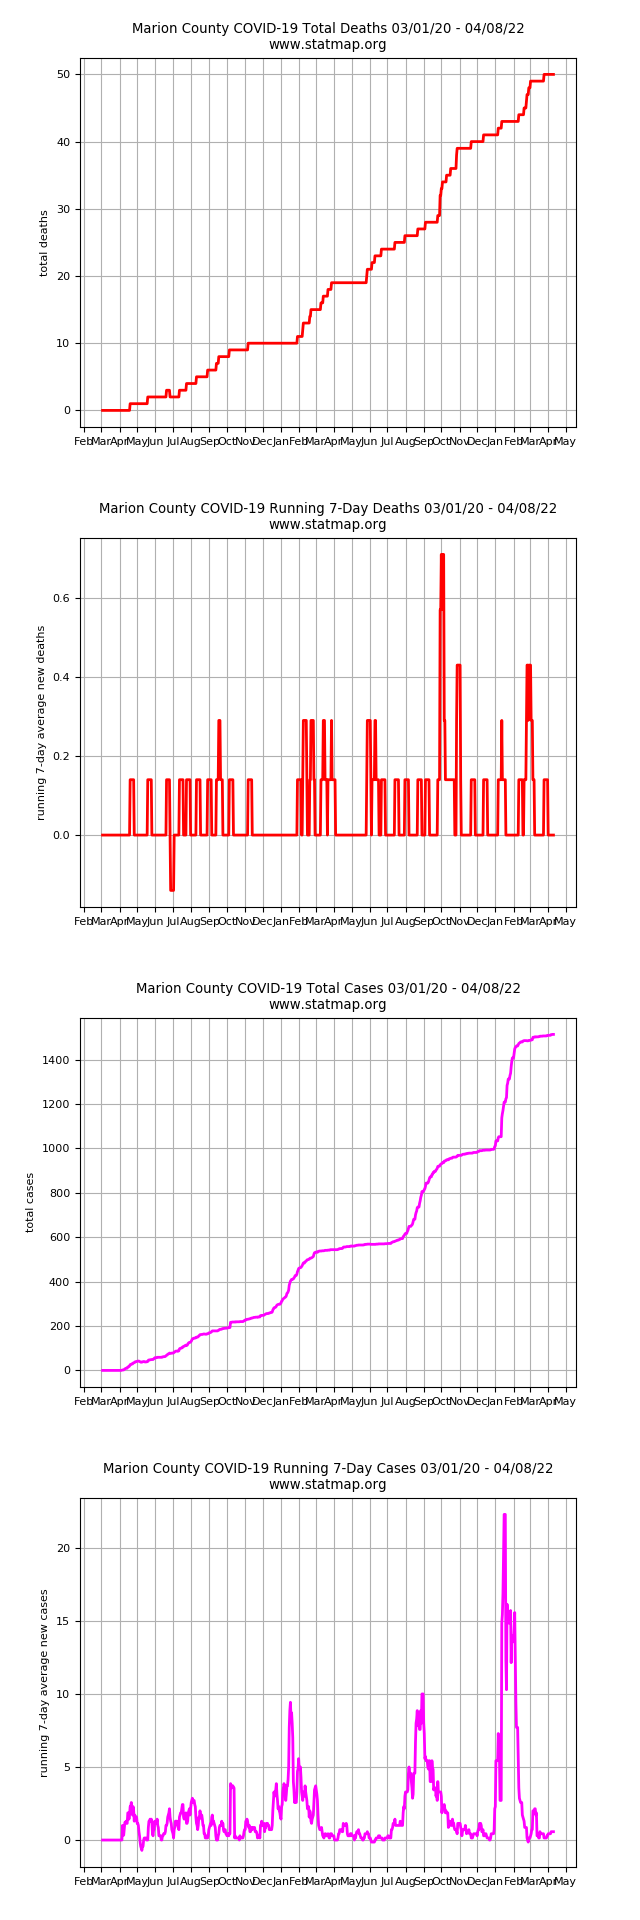 Marion County COVID-19 Total Deaths 03/01/20 - 04/08/22
www.statmap.org
50
40
30
20
10
0
total deaths
Feb Mar Apr May Jun Jul Aug Sep Oct Nov Dec Jan Feb Mar Apr May Jun Jul Aug Sep Oct Nov Dec Jan Feb Mar Apr May
Marion County COVID-19 Running 7-Day Deaths 03/01/20 - 04/08/22
www.statmap.org
0.6
0.4
0.2
0.0
running 7-day average new deaths
Feb Mar Apr May Jun Jul Aug Sep Oct Nov Dec Jan Feb Mar Apr May Jun Jul Aug Sep Oct Nov Dec Jan Feb Mar Apr May
Marion County COVID-19 Total Cases 03/01/20 - 04/08/22
www.statmap.org
1400
1200
1000
800
600
400
200
0
total cases
Feb Mar Apr May Jun Jul Aug Sep Oct Nov Dec Jan Feb Mar Apr May Jun Jul Aug Sep Oct Nov Dec Jan Feb Mar Apr May
Marion County COVID-19 Running 7-Day Cases 03/01/20 - 04/08/22
www.statmap.org
20
15
10
5
0
running 7-day average new cases
Feb Mar Apr May Jun Jul Aug Sep Oct Nov Dec Jan Feb Mar Apr May Jun Jul Aug Sep Oct Nov Dec Jan Feb Mar Apr May